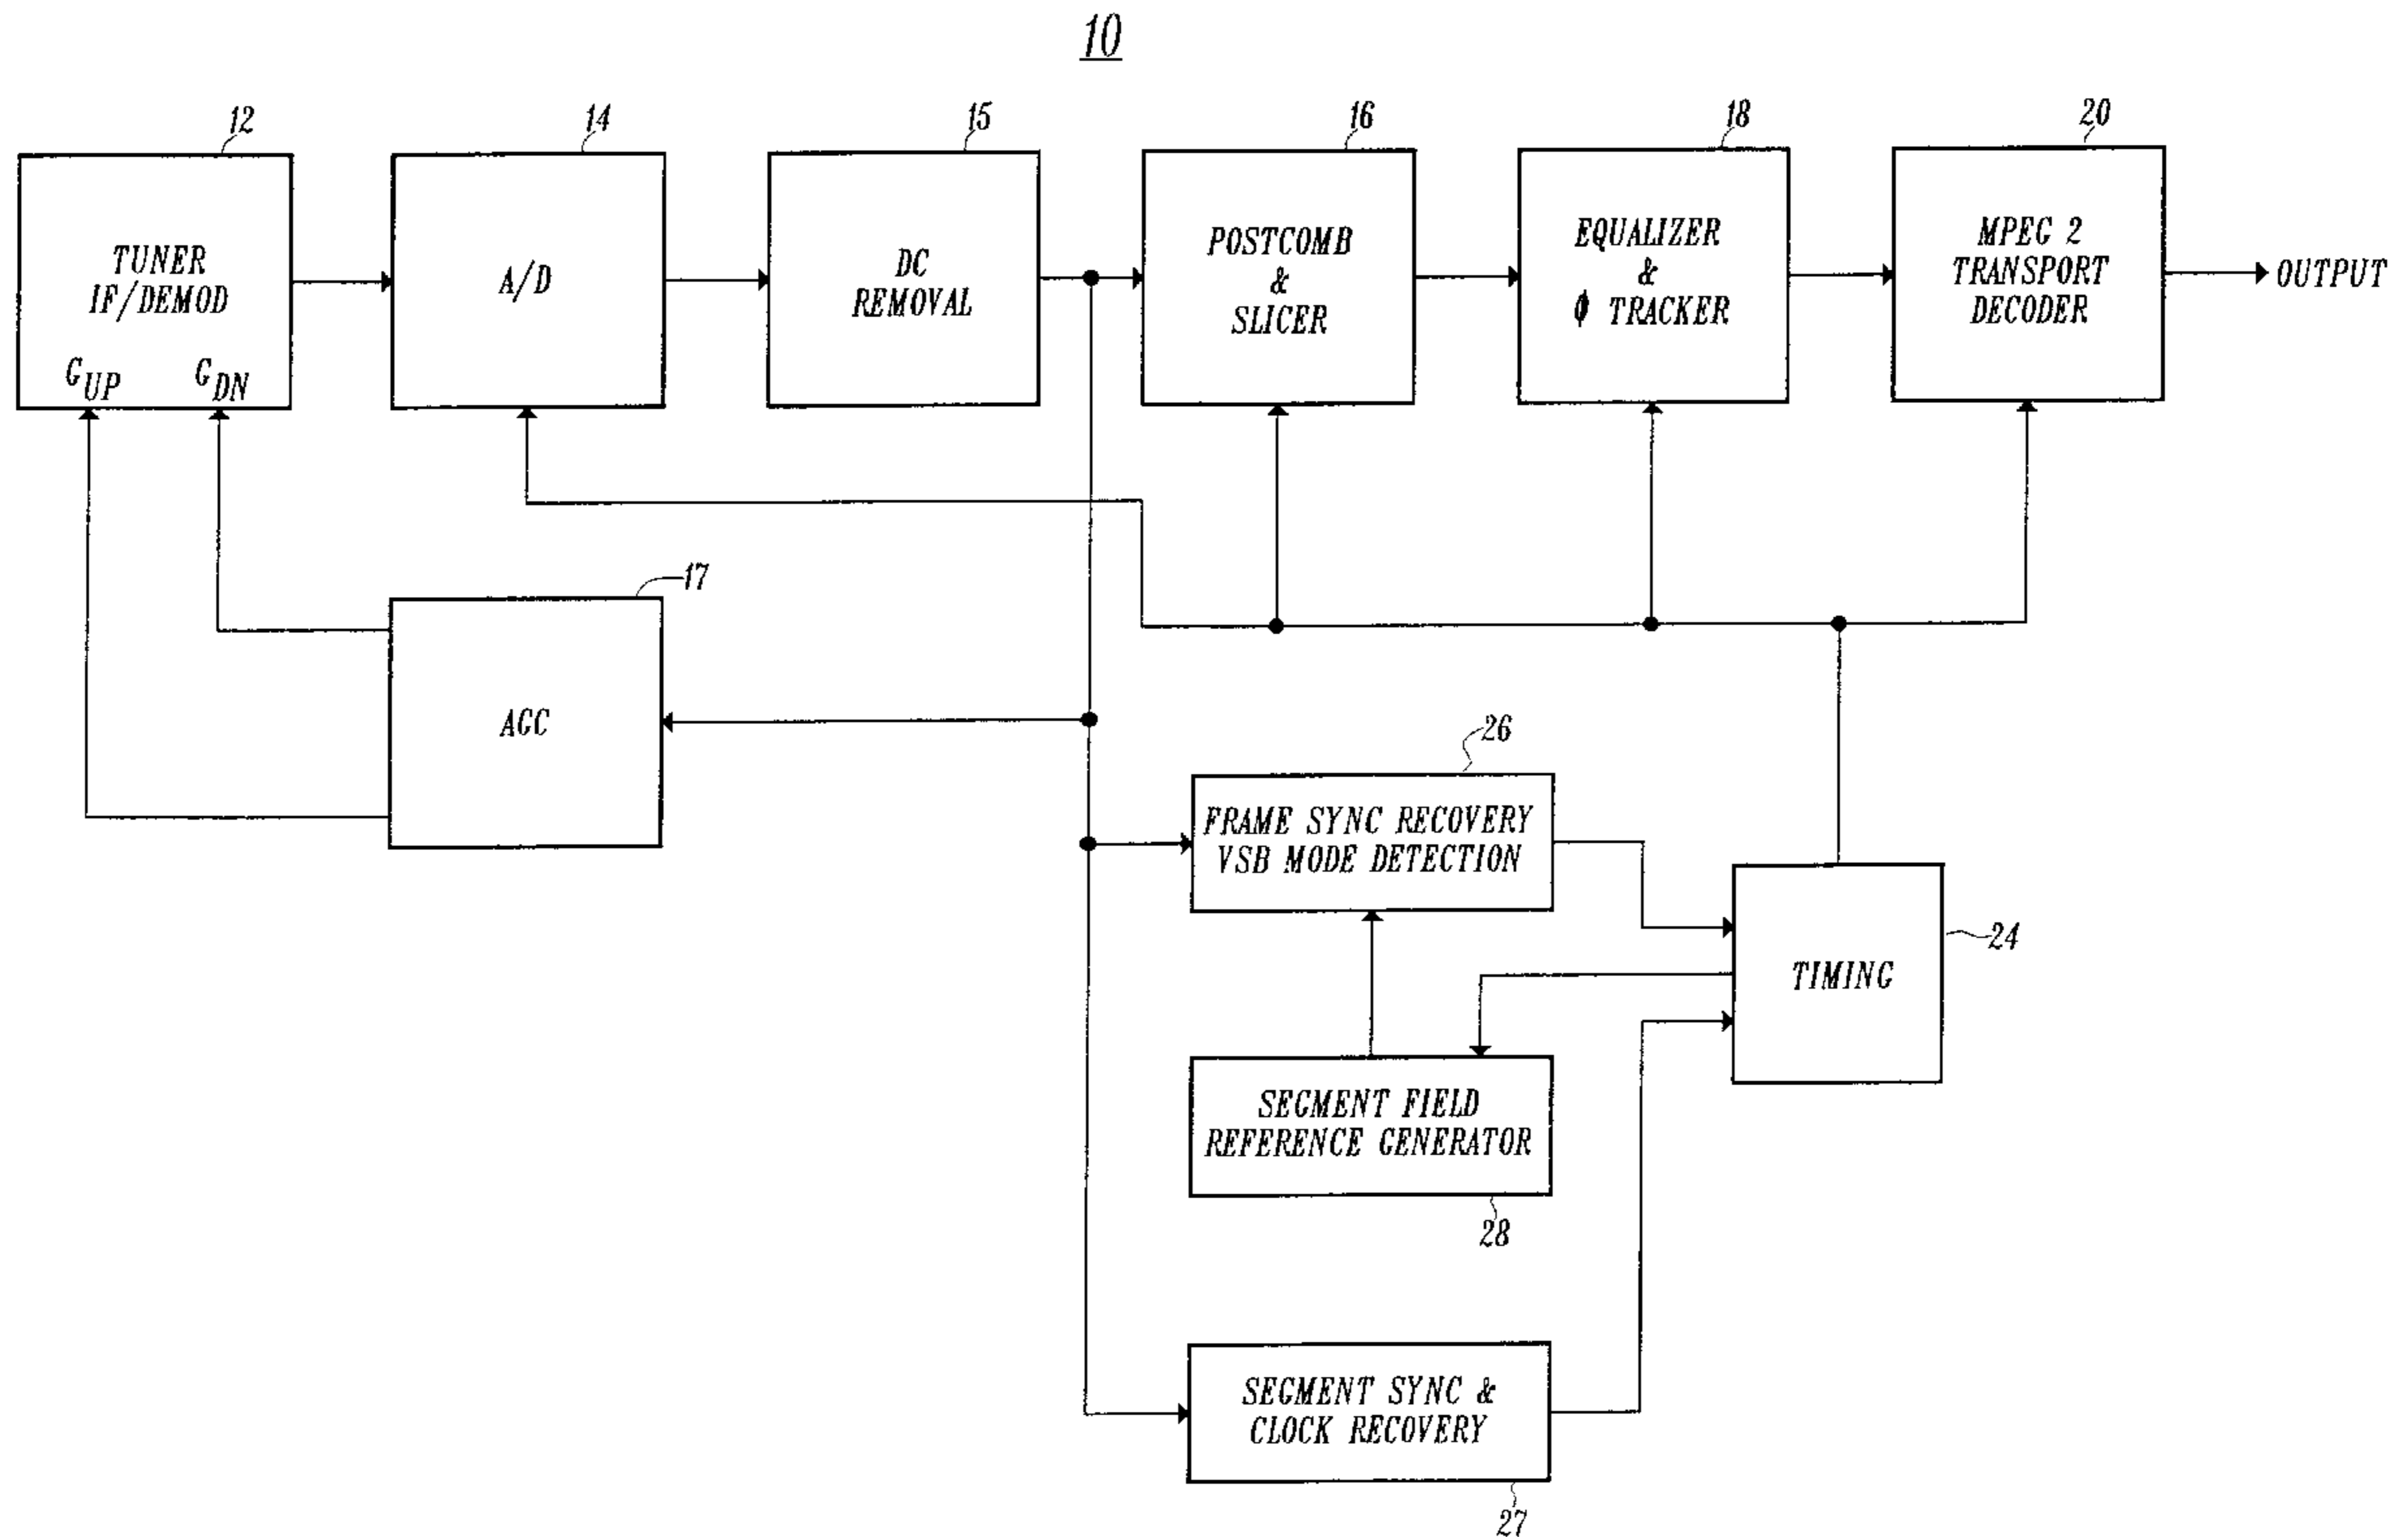 10
12
14
15
16
18
20
TUNER
IF/DEMOD
GUP GDN
A/D
DC
REMOVAL
POSTCOMB
&
SLICER
EQUALIZER
&
ϕ TRACKER
MPEG 2
TRANSPORT
DECODER
OUTPUT
17
AGC
26
FRAME SYNC RECOVERY
VSB MODE DETECTION
24
TIMING
SEGMENT FIELD
REFERENCE GENERATOR
28
SEGMENT SYNC &
CLOCK RECOVERY
27